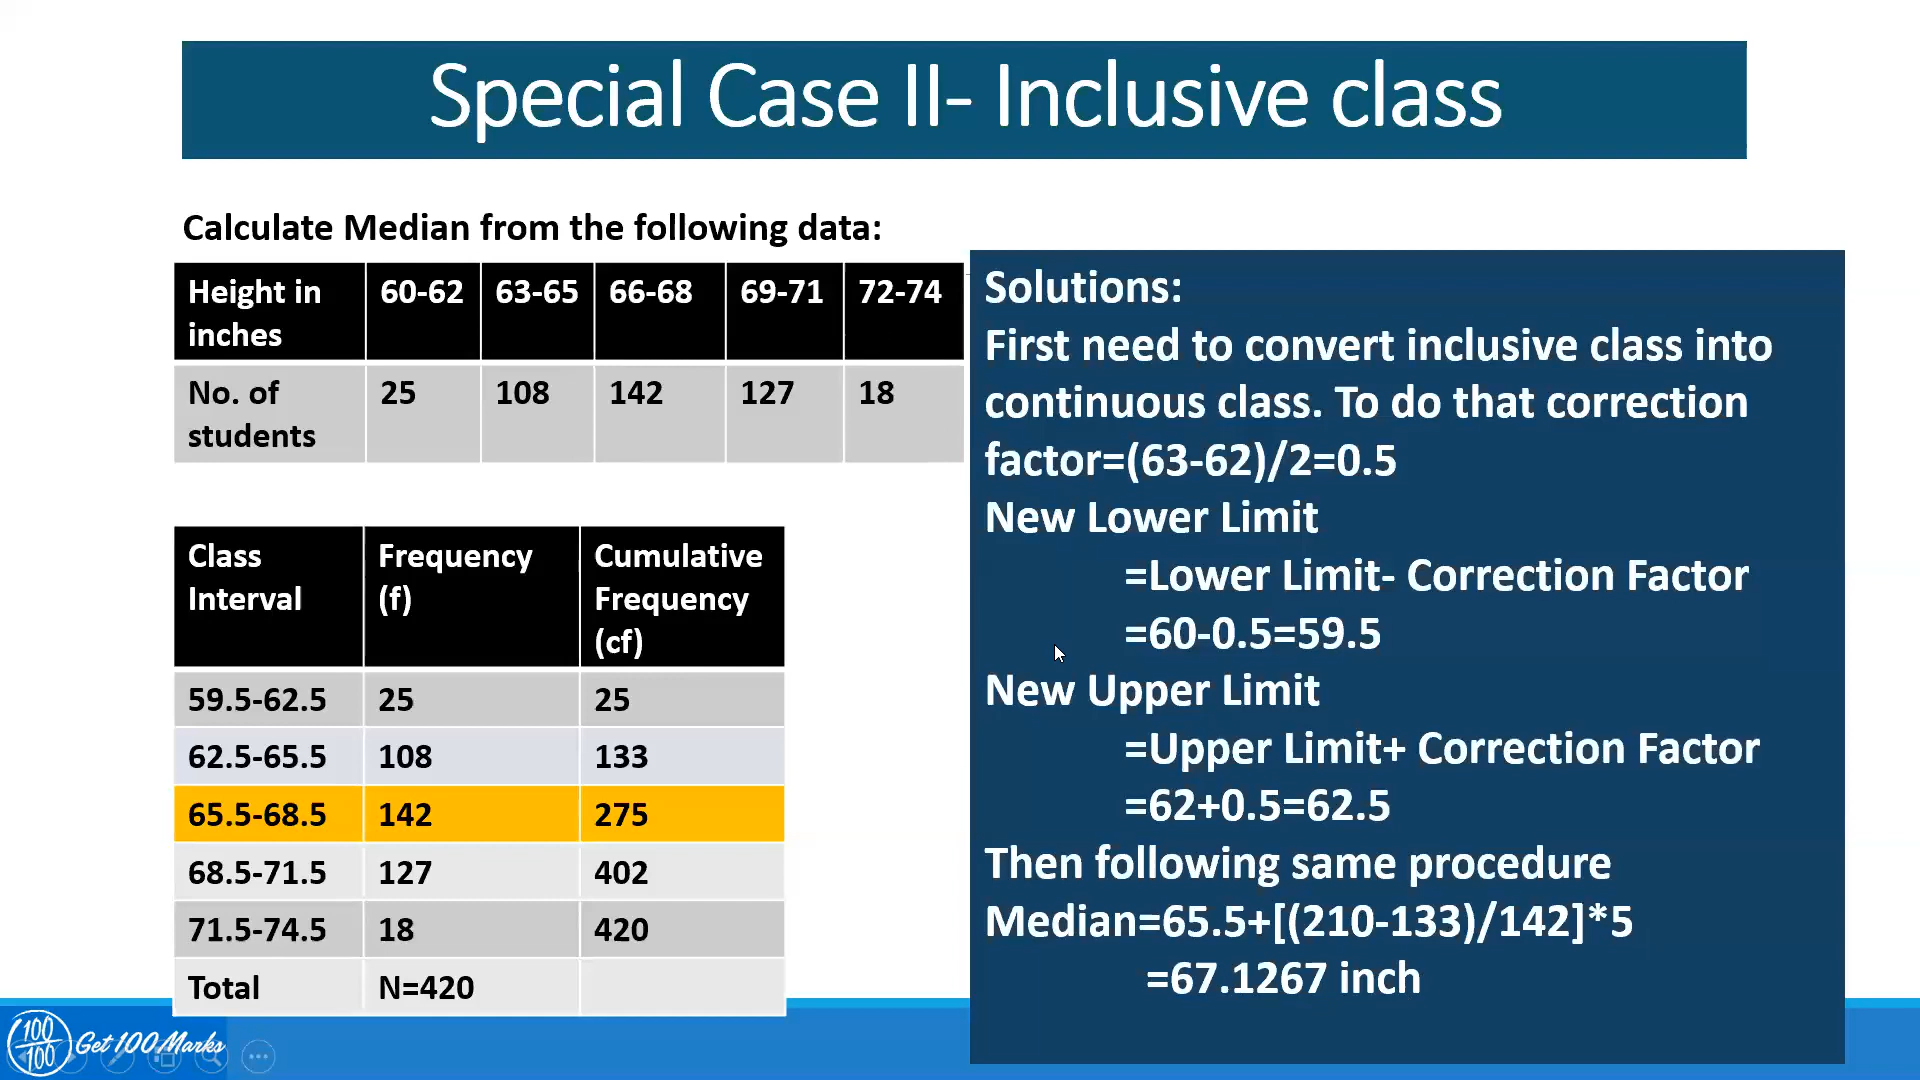 Special Case II- Inclusive class
Calculate Median from the following data:
Height in inches 60-62 63-65 66-68 69-71 72-74
No. of students 25 108 142 127 18
Class Interval Frequency (f) Cumulative Frequency (cf)
59.5-62.5 25 25
62.5-65.5 108 133
65.5-68.5 142 275
68.5-71.5 127 402
71.5-74.5 18 420
Total N=420
Solutions:
First need to convert inclusive class into
continuous class. To do that correction
factor=(63-62)/2=0.5
New Lower Limit
=Lower Limit- Correction Factor
=60-0.5=59.5
New Upper Limit
=Upper Limit+ Correction Factor
=62+0.5=62.5
Then following same procedure
Median=65.5+[(210-133)/142]*5
=67.1267 inch
100
100
Get 100 Marks